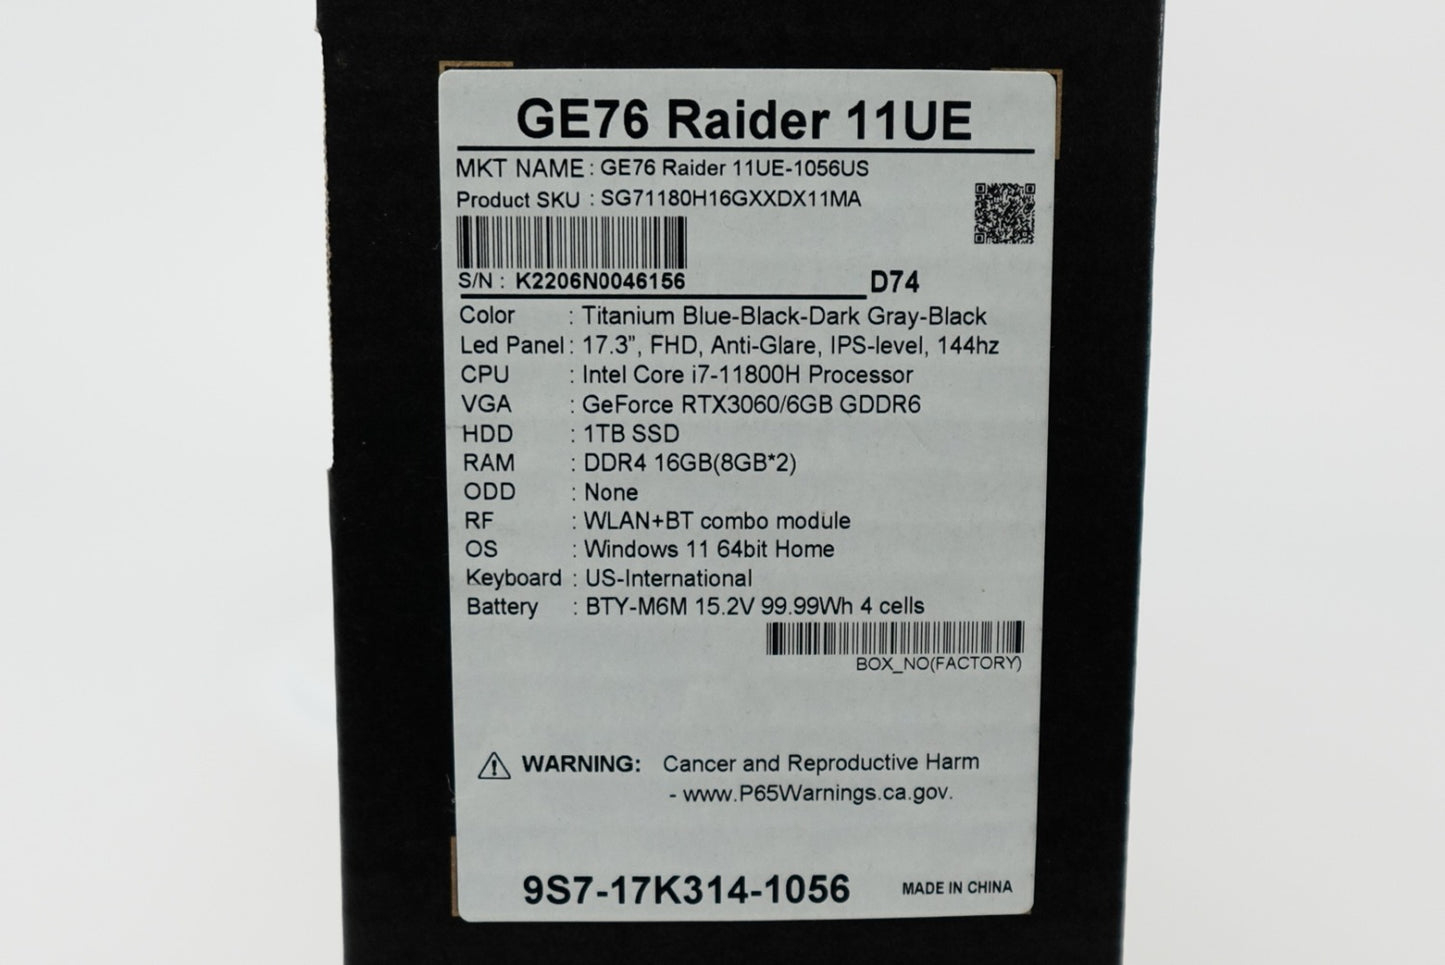 GE76 Raider 11UE
MKT NAME : GE76 Raider 11UE-1056US
Product SKU : SG71180H16GXXDX11MA
S/N : K2206N0046156
D74
Color : Titanium Blue-Black-Dark Gray-Black
Led Panel : 17.3", FHD, Anti-Glare, IPS-level, 144hz
CPU : Intel Core i7-11800H Processor
VGA : GeForce RTX3060/6GB GDDR6
HDD : 1TB SSD
RAM : DDR4 16GB(8GB*2)
ODD : None
RF : WLAN+BT combo module
OS : Windows 11 64bit Home
Keyboard : US-International
Battery : BTY-M6M 15.2V 99.99Wh 4 cells
BOX_NO(FACTORY)
WARNING: Cancer and Reproductive Harm
- www.P65Warnings.ca.gov.
9S7-17K314-1056
MADE IN CHINA